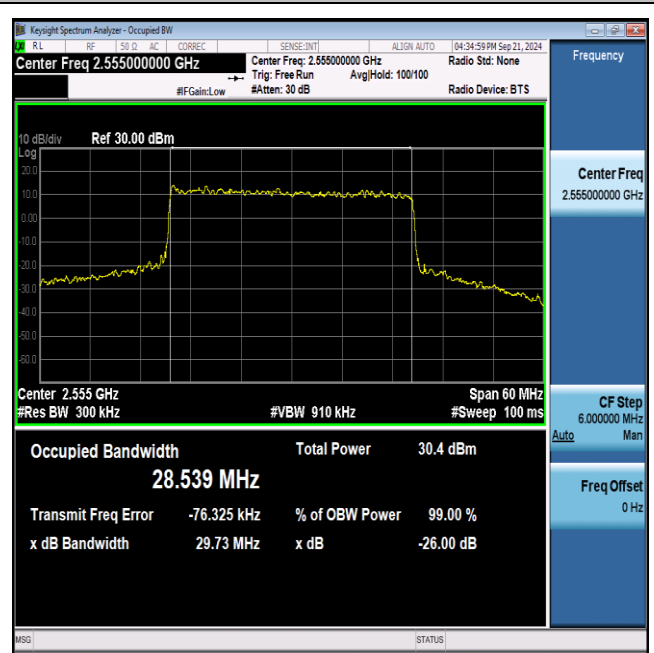 Keysight Spectrum Analyzer - Occupied BW
LXI RL RF 50 Ω AC CORREC SENSE:INT ALIGN AUTO 04:34:59 PM Sep 21, 2024
Center Freq 2.555000000 GHz
Center Freq: 2.555000000 GHz
Radio Std: None
Trig: Free Run Avg|Hold: 100/100
#IFGain:Low #Atten: 30 dB Radio Device: BTS
Frequency
10 dB/div Ref 30.00 dBm
Log
20.0
10.0
0.00
-10.0
-20.0
-30.0
-40.0
-50.0
-60.0
Center Freq
2.555000000 GHz
Center 2.555 GHz Span 60 MHz
#Res BW 300 kHz #VBW 910 kHz #Sweep 100 ms
CF Step
6.000000 MHz
Auto Man
Occupied Bandwidth Total Power 30.4 dBm
28.539 MHz
Transmit Freq Error -76.325 kHz % of OBW Power 99.00 %
x dB Bandwidth 29.73 MHz x dB -26.00 dB
Freq Offset
0 Hz
MSG STATUS